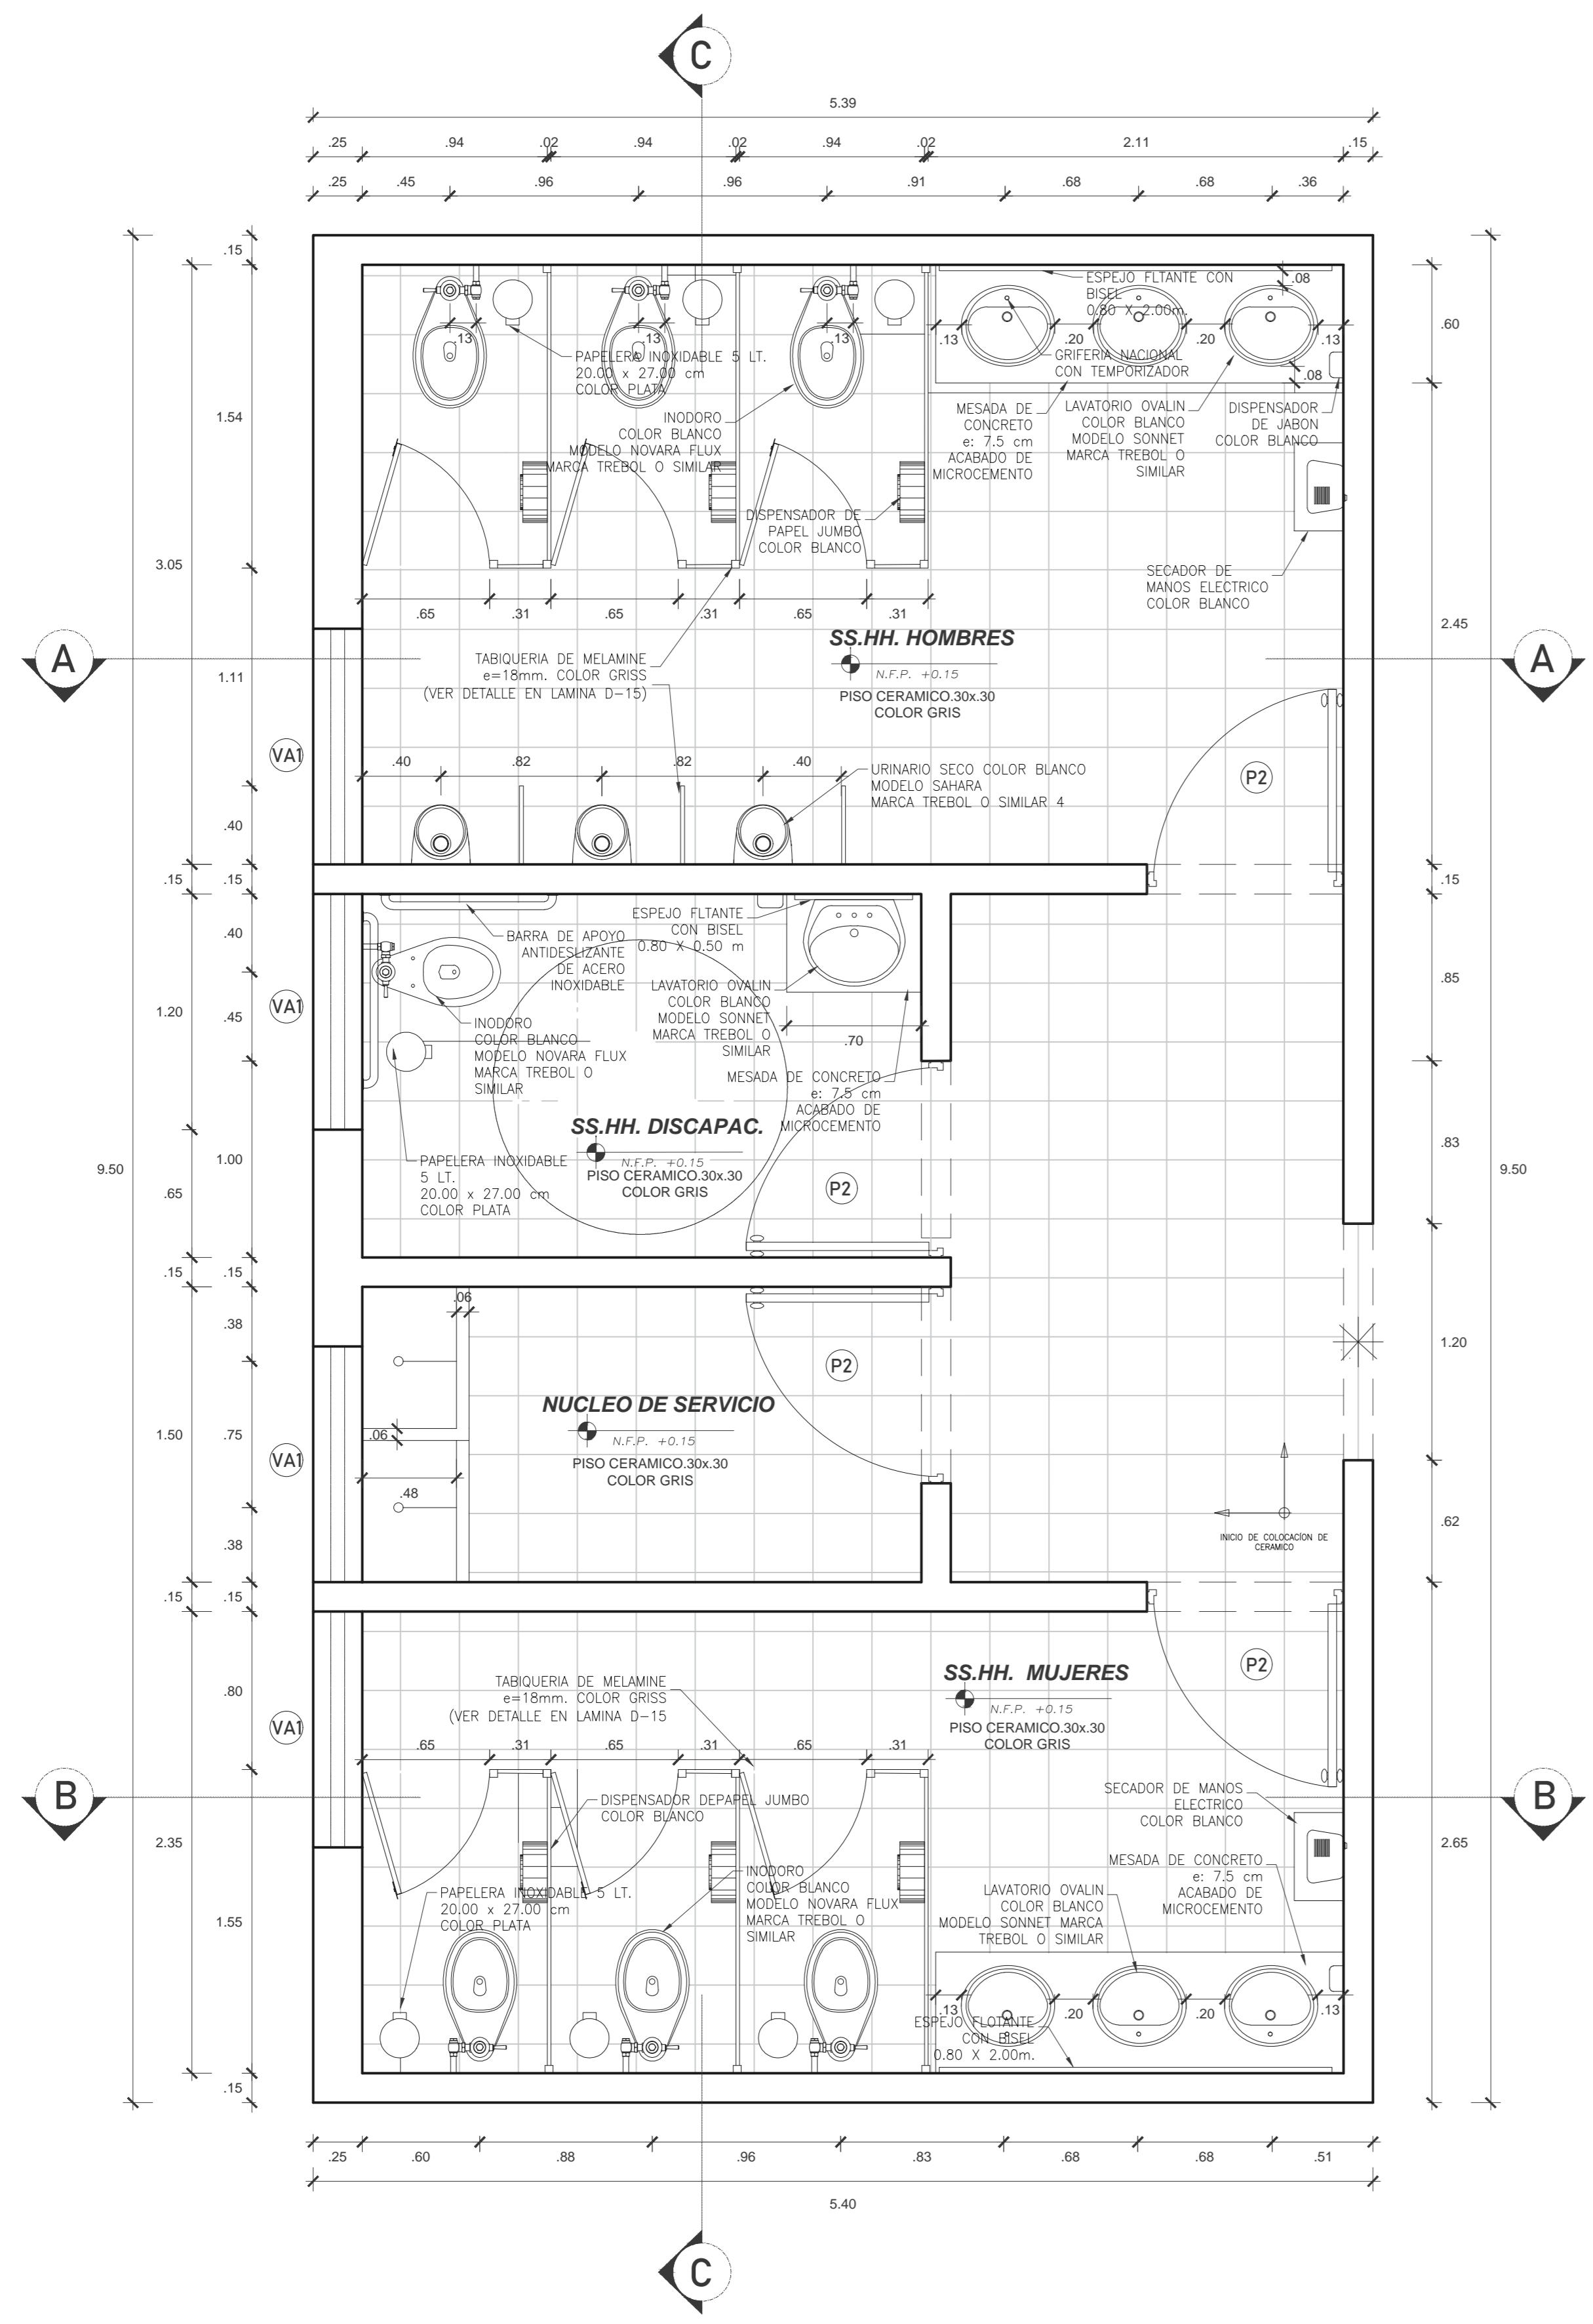 C
5.39
.25 .94 .02 .94 .02 .94 .02 2.11 .15
.25 .45 .96 .96 .91 .68 .68 .36
.15
ESPEJO FLTANTE CON
BISEL
0.80 X 2.00m.
.08
.60
.13 .13 .13 .13 .20 .20 .13
PAPELERA INOXIDABLE 5 LT.
20.00 x 27.00 cm
COLOR PLATA
GRIFERIA NACIONAL
CON TEMPORIZADOR
.08
1.54
INODORO
COLOR BLANCO
MODELO NOVARA FLUX
MARCA TREBOL O SIMILAR
MESADA DE
CONCRETO
e: 7.5 cm
ACABADO DE
MICROCEMENTO
LAVATORIO OVALIN
COLOR BLANCO
MODELO SONNET
MARCA TREBOL O
SIMILAR
DISPENSADOR
DE JABON
COLOR BLANCO
DISPENSADOR DE
PAPEL JUMBO
COLOR BLANCO
3.05
SECADOR DE
MANOS ELECTRICO
COLOR BLANCO
.65 .31 .65 .31 .65 .31
2.45
SS.HH. HOMBRES
N.F.P. +0.15
PISO CERAMICO.30x.30
COLOR GRIS
A
A
TABIQUERIA DE MELAMINE
e=18mm. COLOR GRISS
(VER DETALLE EN LAMINA D-15)
1.11
VA1
.40 .82 .82 .40
URINARIO SECO COLOR BLANCO
MODELO SAHARA
MARCA TREBOL O SIMILAR 4
P2
.40
.15 .15 .15
ESPEJO FLTANTE
CON BISEL
0.80 X 0.50 m
.40
BARRA DE APOYO
ANTIDESLIZANTE
DE ACERO
INOXIDABLE
LAVATORIO OVALIN
COLOR BLANCO
MODELO SONNET
MARCA TREBOL O
SIMILAR
.85
VA1
1.20 .45
INODORO
COLOR BLANCO
MODELO NOVARA FLUX
MARCA TREBOL O
SIMILAR
.70
MESADA DE CONCRETO
e: 7.5 cm
ACABADO DE
MICROCEMENTO
SS.HH. DISCAPAC.
N.F.P. +0.15
PISO CERAMICO.30x.30
COLOR GRIS
.83
9.50 1.00 9.50
PAPELERA INOXIDABLE
5 LT.
20.00 x 27.00 cm
COLOR PLATA
.65
P2
.15 .15
.06
.38
1.20
P2
NUCLEO DE SERVICIO
N.F.P. +0.15
PISO CERAMICO.30x.30
COLOR GRIS
1.50 .75 .06
VA1
.48
.62
INICIO DE COLOCACION DE
CERAMICO
.38
.15 .15
TABIQUERIA DE MELAMINE
e=18mm. COLOR GRISS
(VER DETALLE EN LAMINA D-15
SS.HH. MUJERES
N.F.P. +0.15
PISO CERAMICO.30x.30
COLOR GRIS
P2
.80
VA1
.65 .31 .65 .31 .65 .31
B
B
DISPENSADOR DEPAPEL JUMBO
COLOR BLANCO
SECADOR DE MANOS
ELECTRICO
COLOR BLANCO
2.35 2.65
MESADA DE CONCRETO
e: 7.5 cm
ACABADO DE
MICROCEMENTO
INODORO
COLOR BLANCO
MODELO NOVARA FLUX
MARCA TREBOL O
SIMILAR
LAVATORIO OVALIN
COLOR BLANCO
MODELO SONNET MARCA
TREBOL O SIMILAR
PAPELERA INOXIDABLE 5 LT.
20.00 x 27.00 cm
COLOR PLATA
1.55
.13 .20 .20 .13
ESPEJO FLOTANTE
CON BISEL
0.80 X 2.00m.
.15
.25 .60 .88 .96 .83 .68 .68 .51
5.40
C